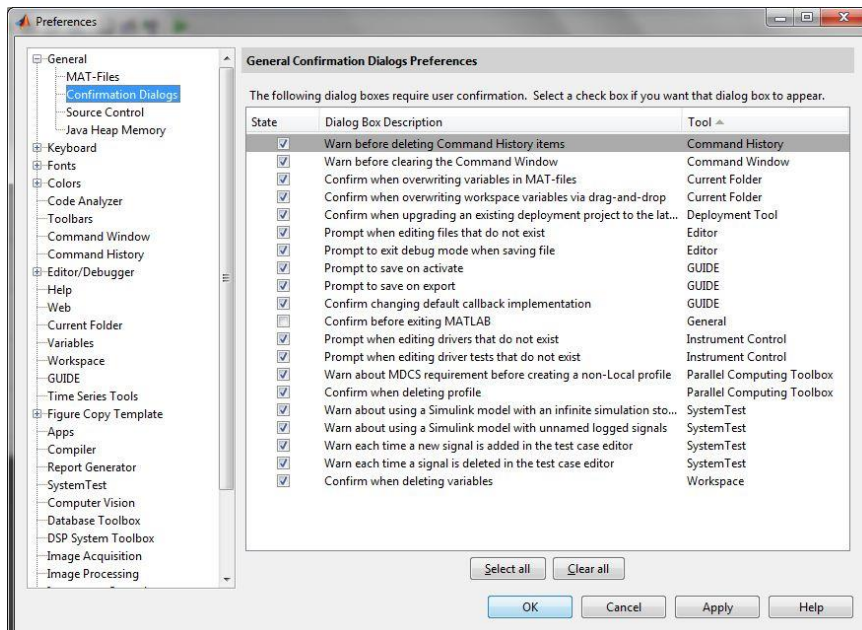 Preferences
General
MAT-Files
Confirmation Dialogs
Source Control
Java Heap Memory
Keyboard
Fonts
Colors
Code Analyzer
Toolbars
Command Window
Command History
Editor/Debugger
Help
Web
Current Folder
Variables
Workspace
GUIDE
Time Series Tools
Figure Copy Template
Apps
Compiler
Report Generator
SystemTest
Computer Vision
Database Toolbox
DSP System Toolbox
Image Acquisition
Image Processing
General Confirmation Dialogs Preferences
The following dialog boxes require user confirmation. Select a check box if you want that dialog box to appear.
State Dialog Box Description Tool
Warn before deleting Command History items Command History
Warn before clearing the Command Window Command Window
Confirm when overwriting variables in MAT-files Current Folder
Confirm when overwriting workspace variables via drag-and-drop Current Folder
Confirm when upgrading an existing deployment project to the lat... Deployment Tool
Prompt when editing files that do not exist Editor
Prompt to exit debug mode when saving file Editor
Prompt to save on activate GUIDE
Prompt to save on export GUIDE
Confirm changing default callback implementation GUIDE
Confirm before exiting MATLAB General
Prompt when editing drivers that do not exist Instrument Control
Prompt when editing driver tests that do not exist Instrument Control
Warn about MDCS requirement before creating a non-Local profile Parallel Computing Toolbox
Confirm when deleting profile Parallel Computing Toolbox
Warn about using a Simulink model with an infinite simulation sto... SystemTest
Warn about using a Simulink model with unnamed logged signals SystemTest
Warn each time a new signal is added in the test case editor SystemTest
Warn each time a signal is deleted in the test case editor SystemTest
Confirm when deleting variables Workspace
Select all Clear all
OK Cancel Apply Help